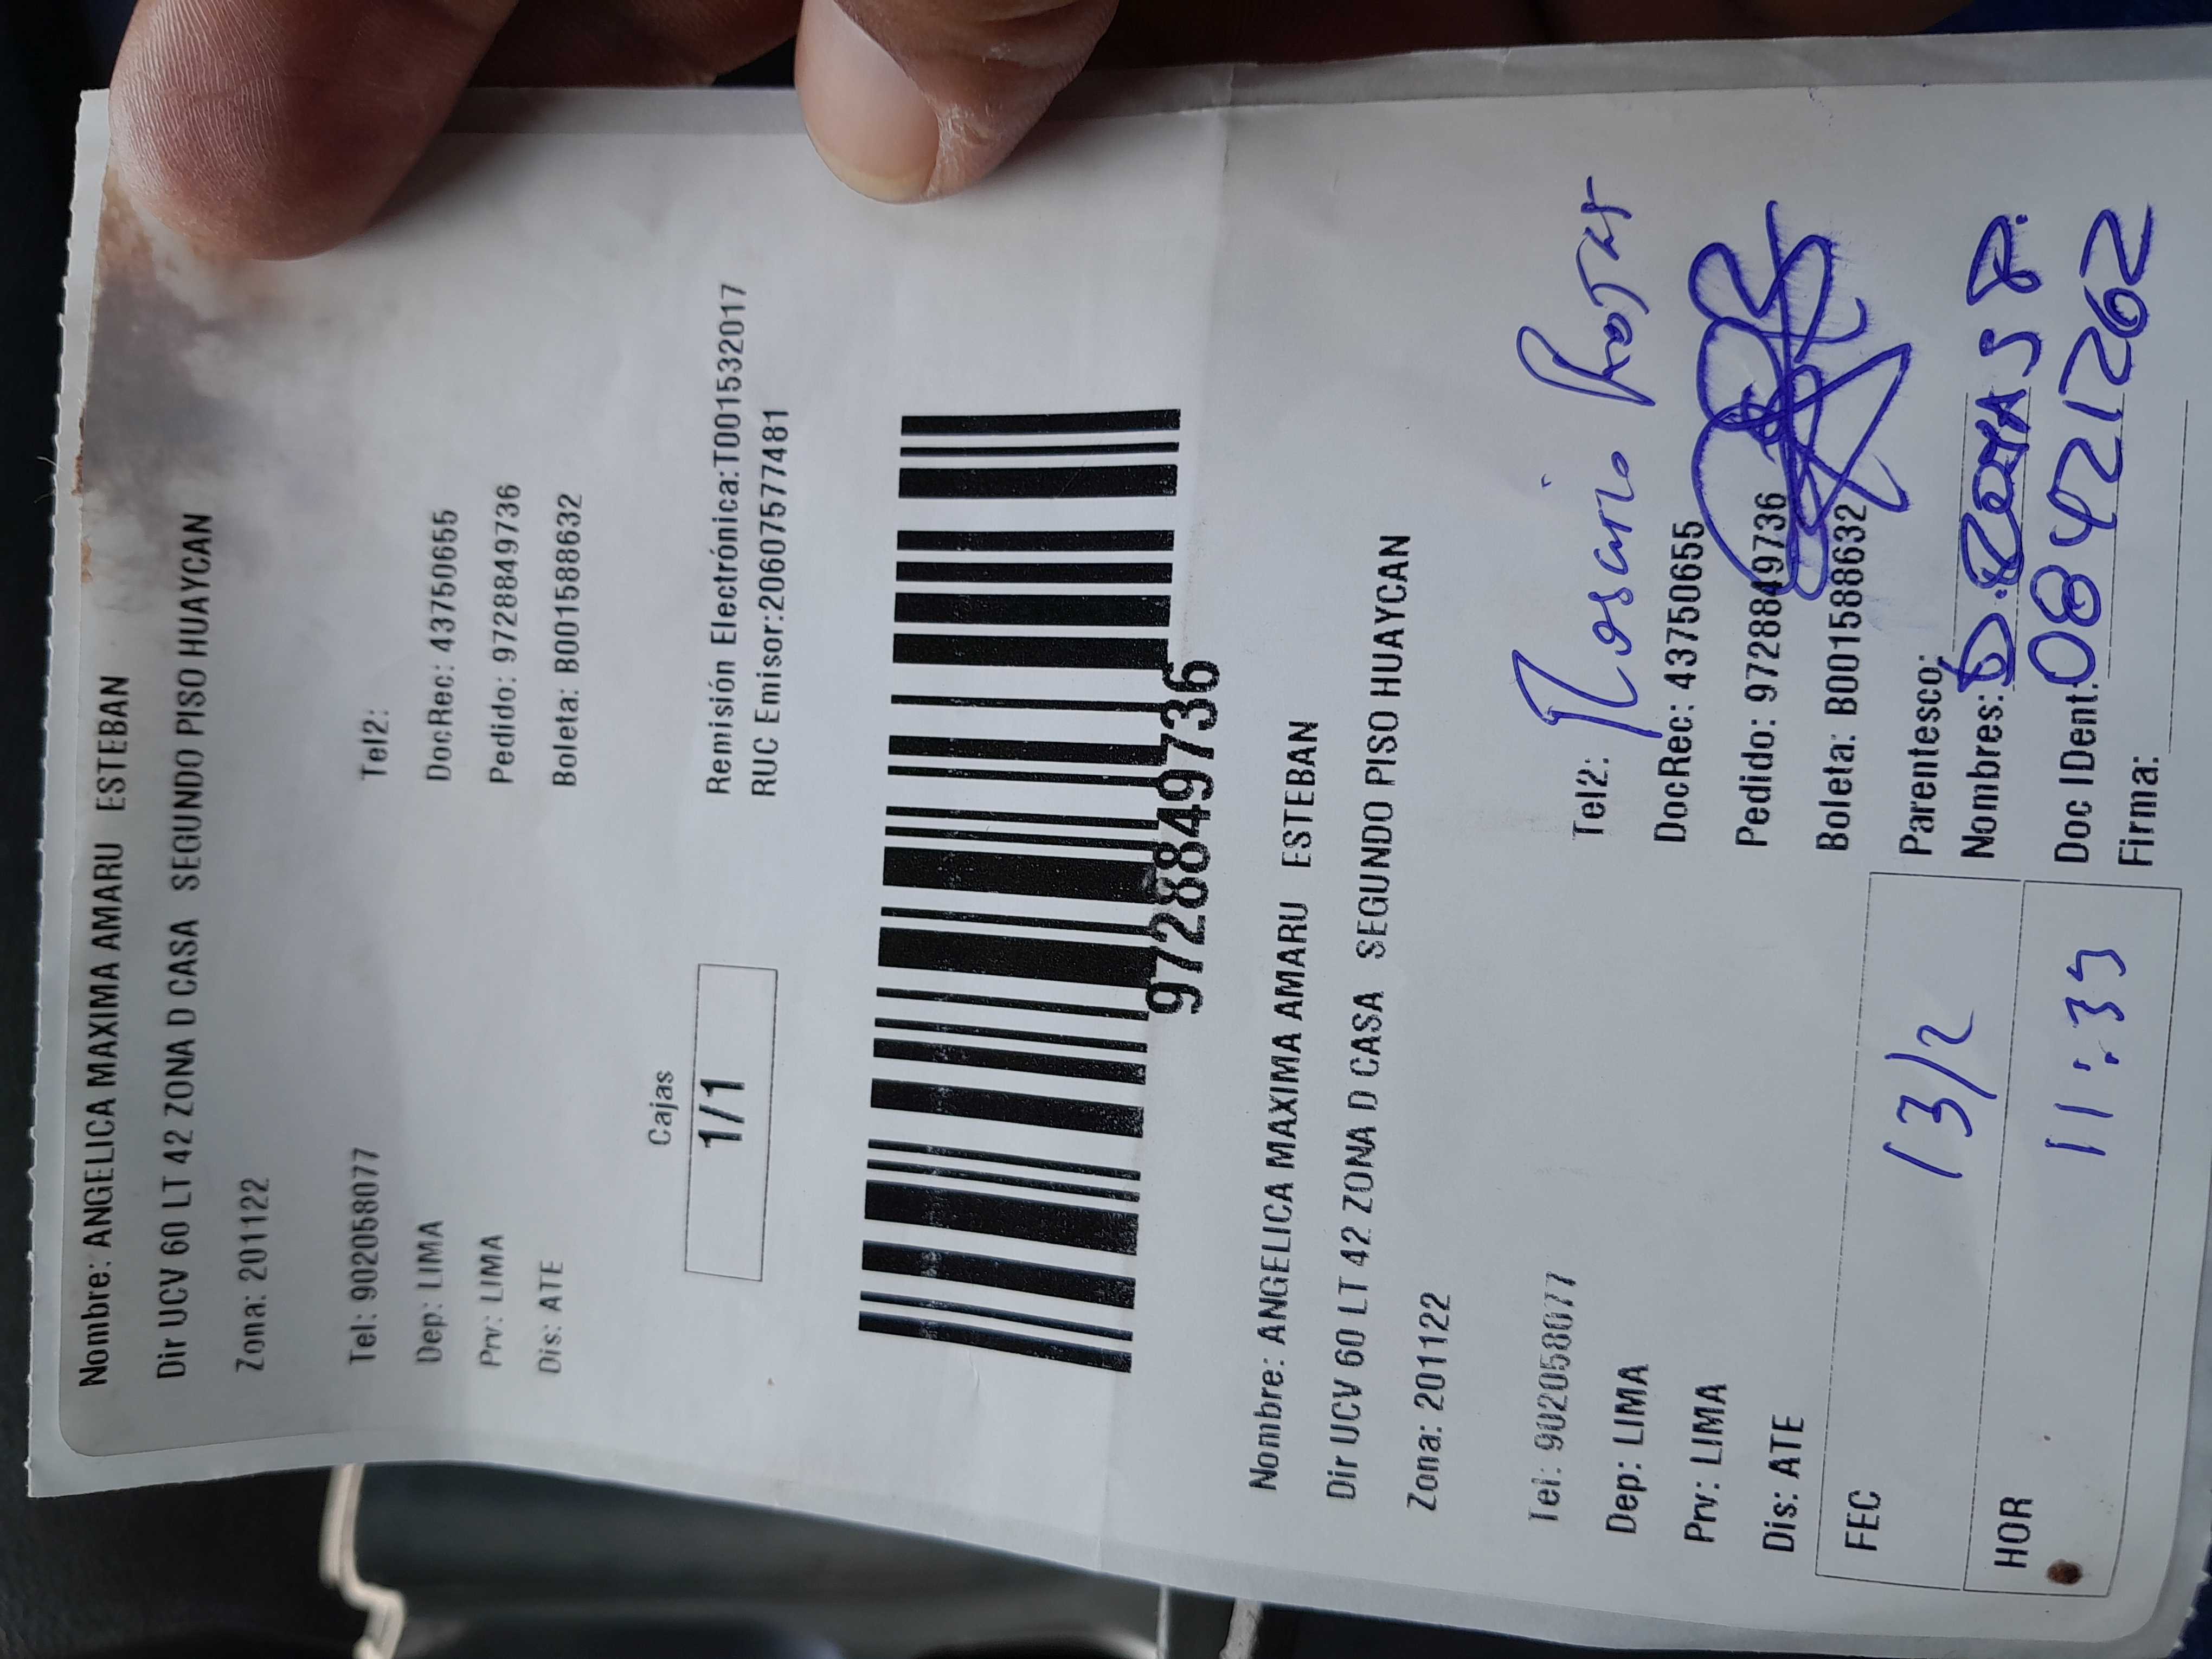 Nombre: ANGELICA MAXIMA AMARU ESTEBAN
Dir UCV 60 LT 42 ZONA D CASA SEGUNDO PISO HUAYCAN
Zona: 201122
Tel: 902058077 Tel2:
Dep: LIMA DocRec: 43750655
Prv: LIMA Pedido: 9728849736
Dis: ATE Boleta: B001588632
Cajas
1/1
Remisión Electrónica:T001532017
RUC Emisor:20607577481
9728849736
Nombre: ANGELICA MAXIMA AMARU ESTEBAN
Dir UCV 60 LT 42 ZONA D CASA SEGUNDO PISO HUAYCAN
Zona: 201122
Rosario
Tel: 902058077 Tel2:
Dep: LIMA DocRec: 43750655
Prv: LIMA Pedido: 9728849736
Dis: ATE Boleta: B001588632
FEC 13/2 Parentesco:
Nombres:
HOR 11:35 Doc IDent: 08421262
Firma: